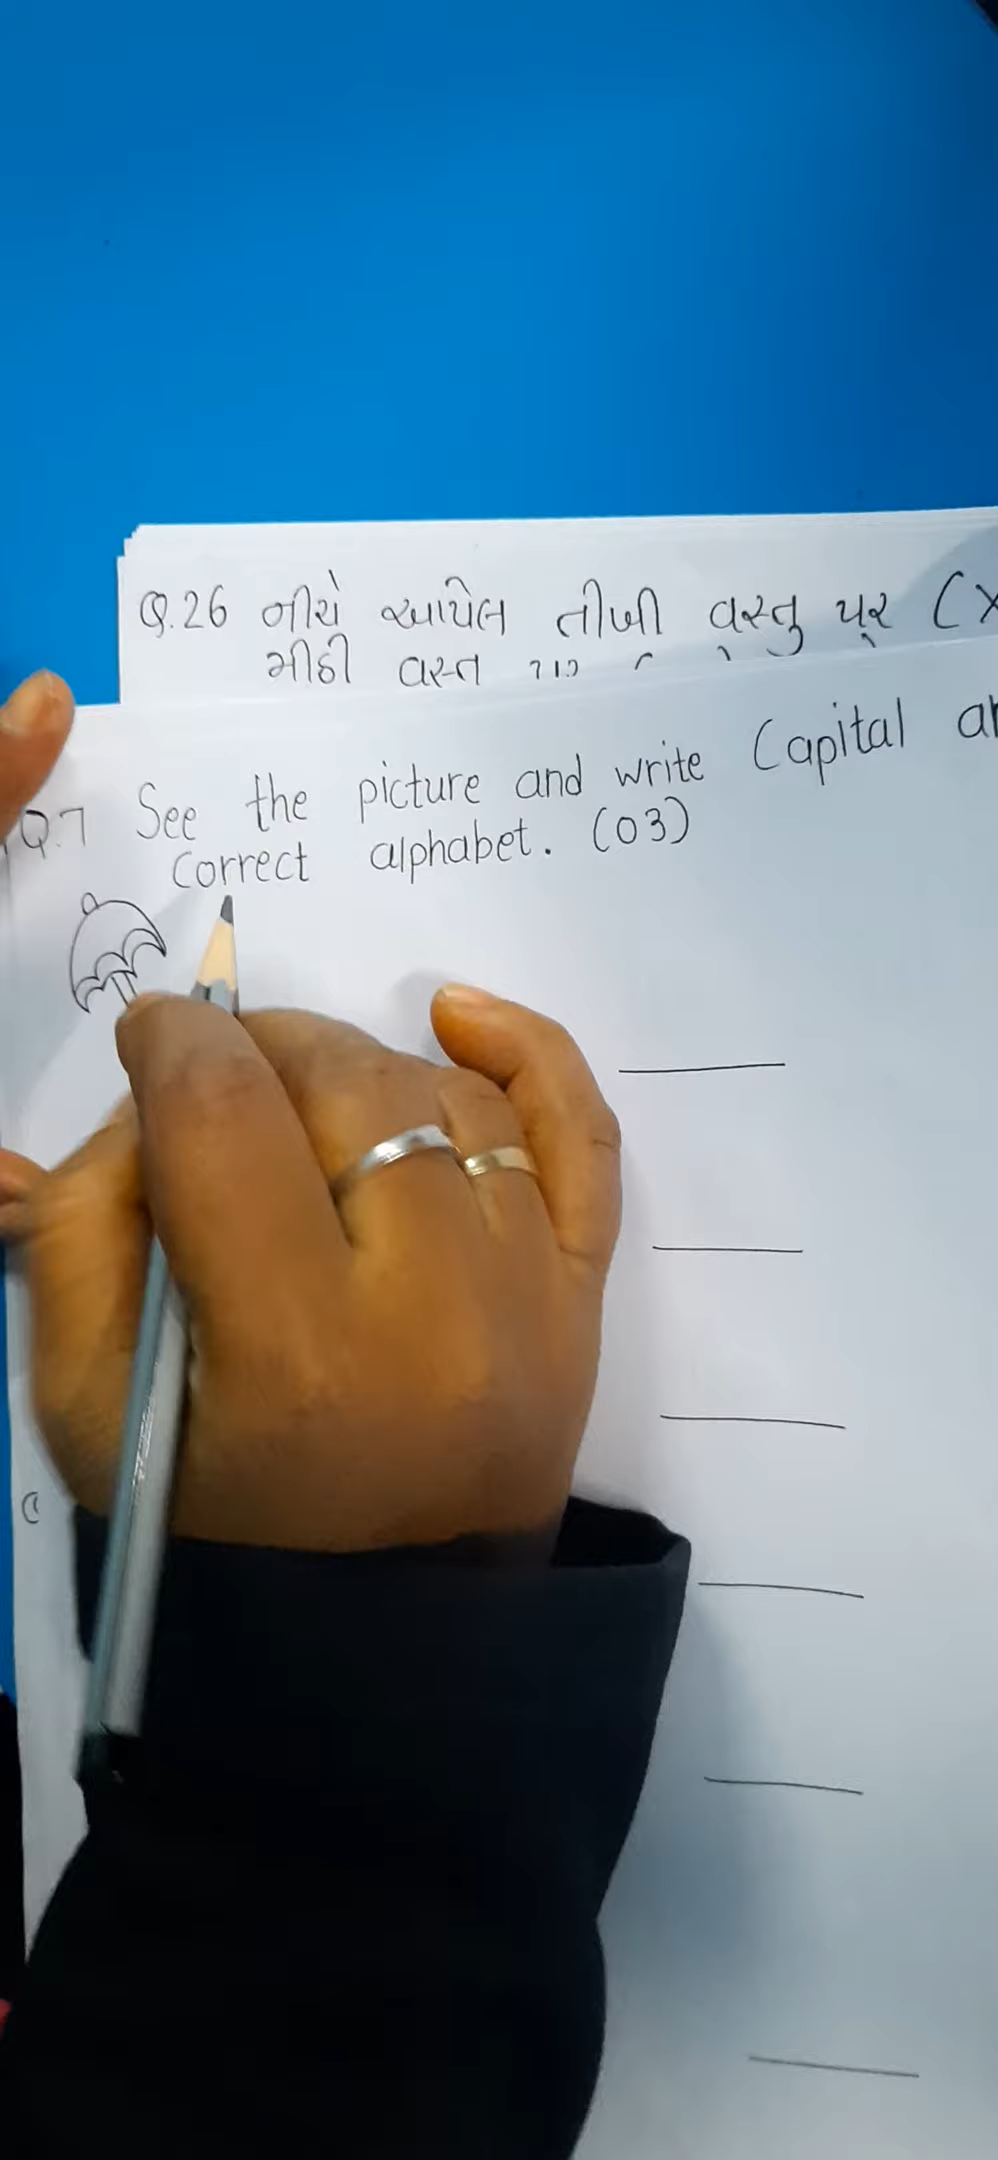 Q.26 નીચે આપેલ તીખી વસ્તુ પર (X
મીઠી વસ્તુ
Q.7 See the picture and write Capital
Correct alphabet. (03)